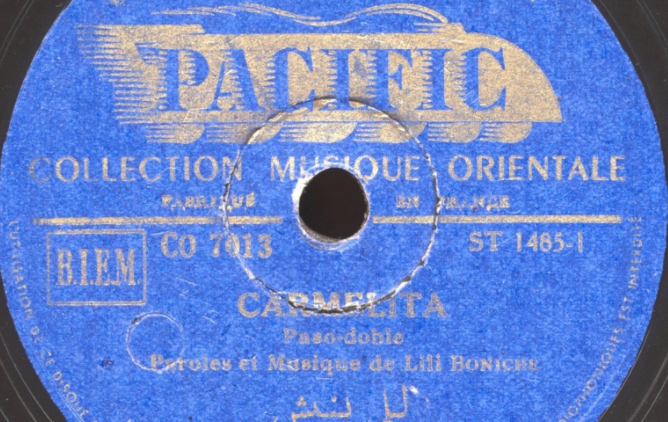 PACIFIC
COLLECTION MUSIQUE ORIENTALE
FABRIQUÉ EN FRANCE
B.I.E.M. CO 7013 ST 1485-1
CARMELITA
Paso-doble
Paroles et Musique de Lili BONICHE